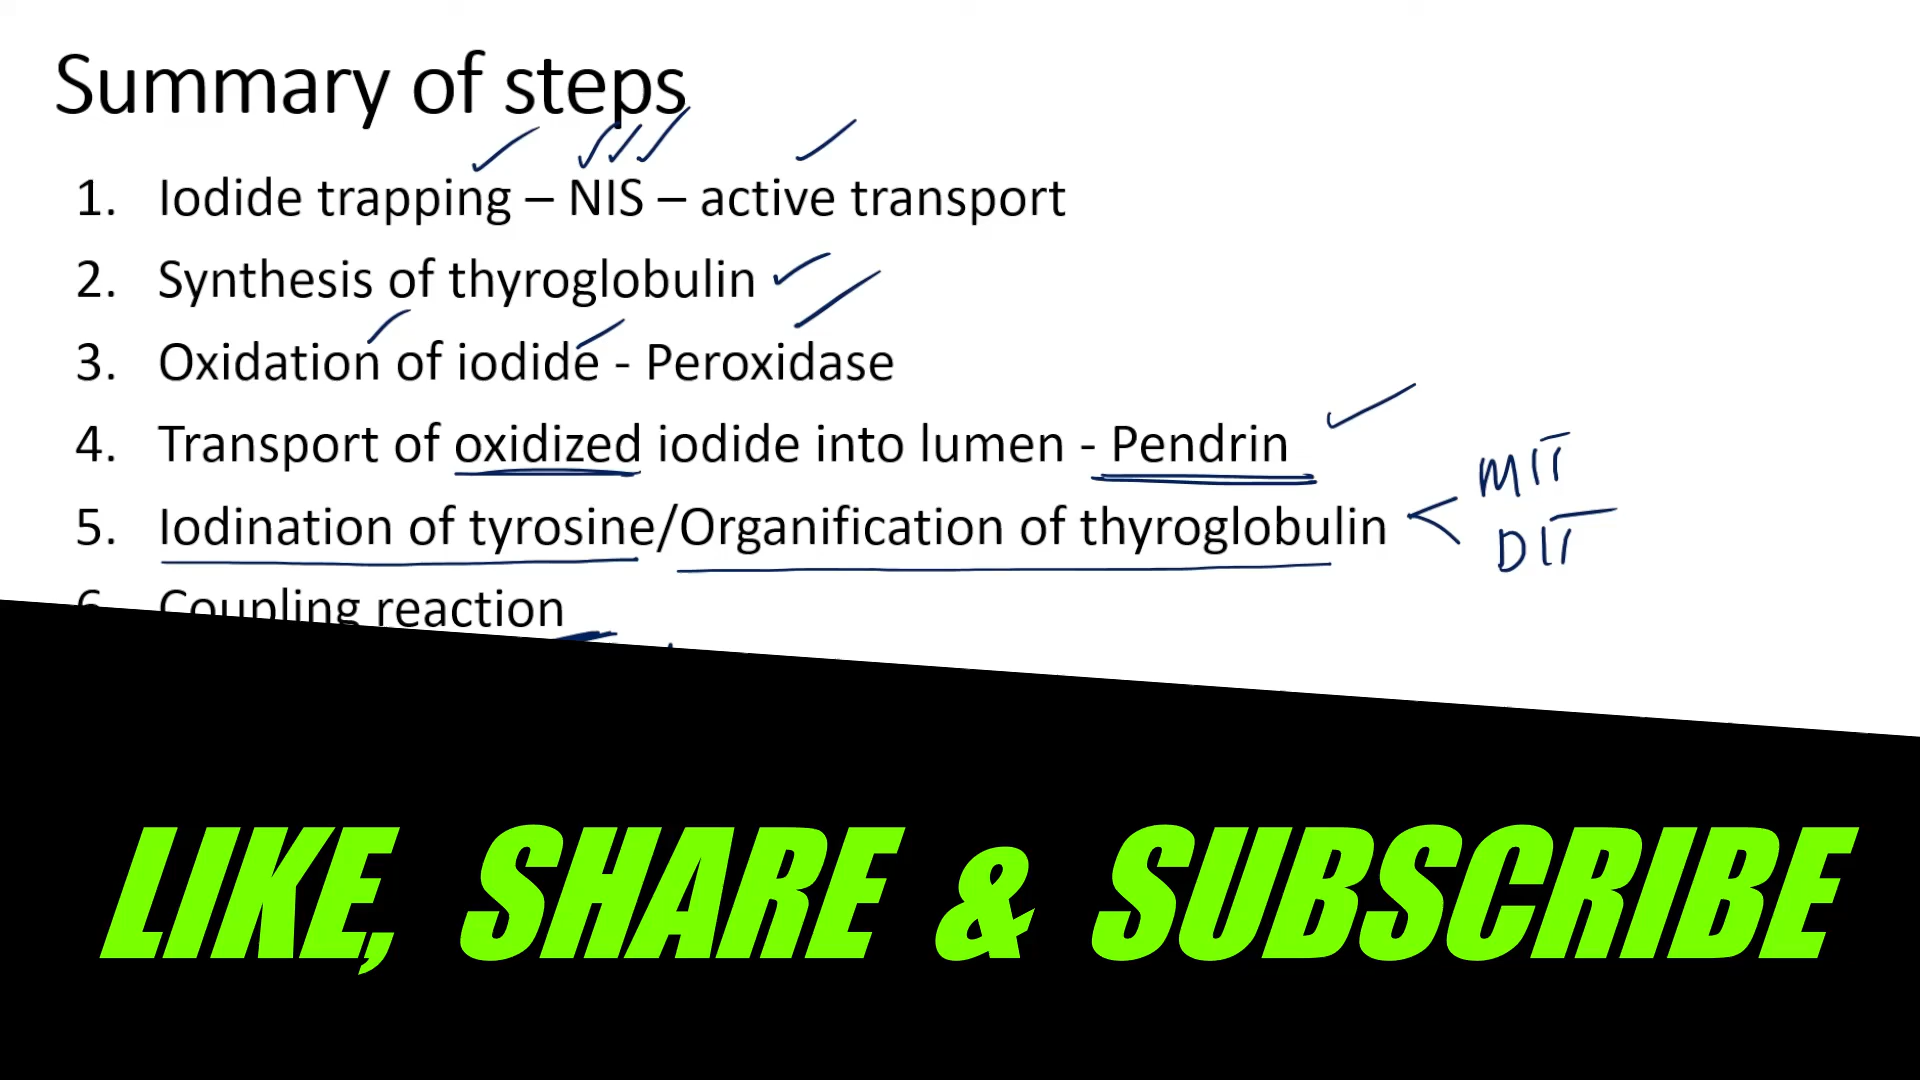 Summary of steps
1. Iodide trapping – NIS – active transport
2. Synthesis of thyroglobulin
3. Oxidation of iodide - Peroxidase
4. Transport of oxidized iodide into lumen - Pendrin
5. Iodination of tyrosine/Organification of thyroglobulin
MIT
DIT
6. Coupling reaction
LIKE, SHARE & SUBSCRIBE